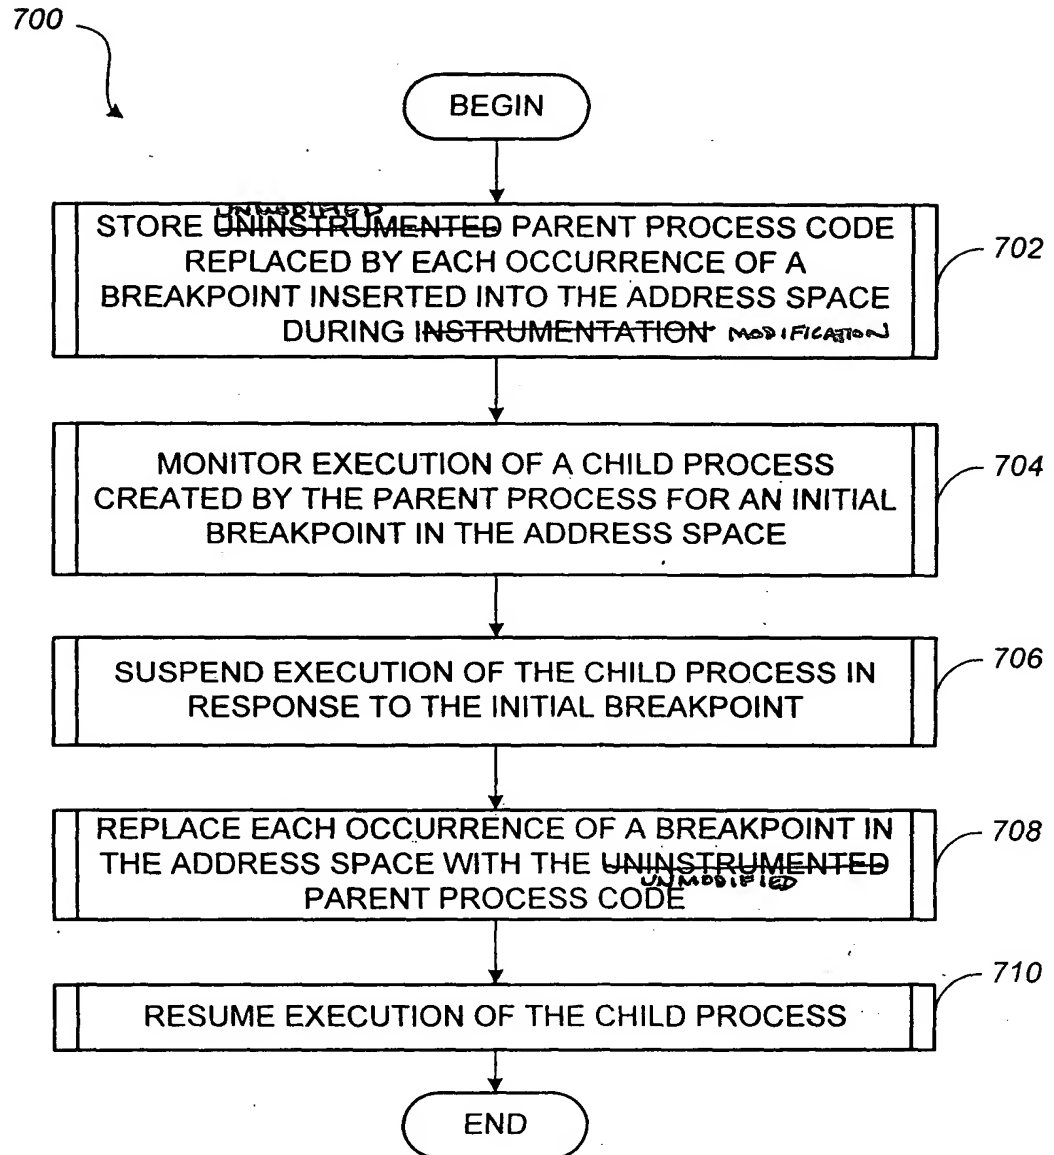 700
BEGIN
UNMODIFIED
STORE UNINSTRUMENTED PARENT PROCESS CODE
REPLACED BY EACH OCCURRENCE OF A
BREAKPOINT INSERTED INTO THE ADDRESS SPACE
DURING INSTRUMENTATION MODIFICATION
702
MONITOR EXECUTION OF A CHILD PROCESS
CREATED BY THE PARENT PROCESS FOR AN INITIAL
BREAKPOINT IN THE ADDRESS SPACE
704
SUSPEND EXECUTION OF THE CHILD PROCESS IN
RESPONSE TO THE INITIAL BREAKPOINT
706
REPLACE EACH OCCURRENCE OF A BREAKPOINT IN
THE ADDRESS SPACE WITH THE UNINSTRUMENTED
UNMODIFIED
PARENT PROCESS CODE
708
RESUME EXECUTION OF THE CHILD PROCESS
710
END